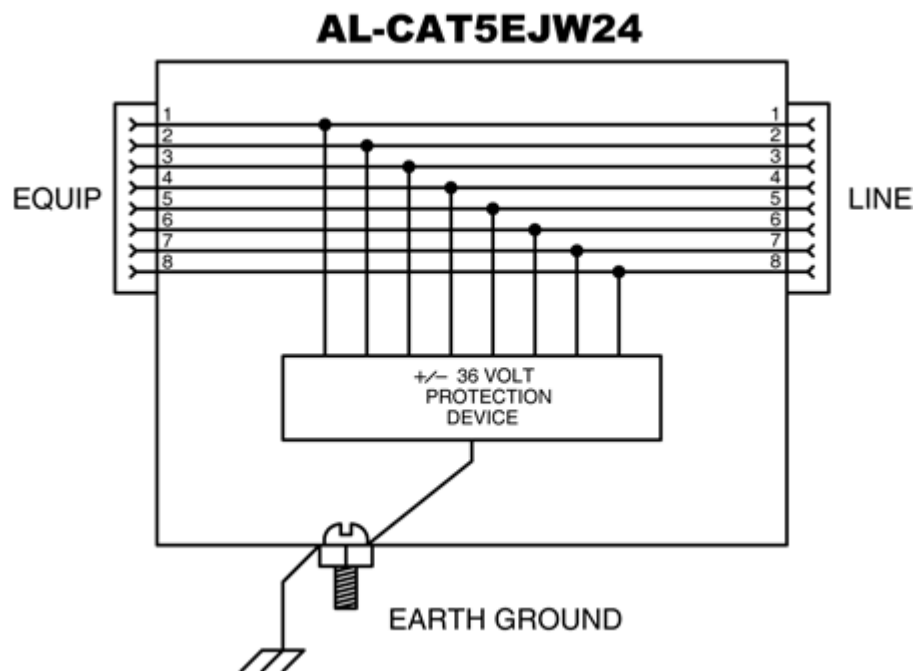 AL-CAT5EJW24
1 1
2 2
3 3
4 4
EQUIP 5 5 LINE
6 6
7 7
8 8
+/- 36 VOLT
PROTECTION
DEVICE
EARTH GROUND